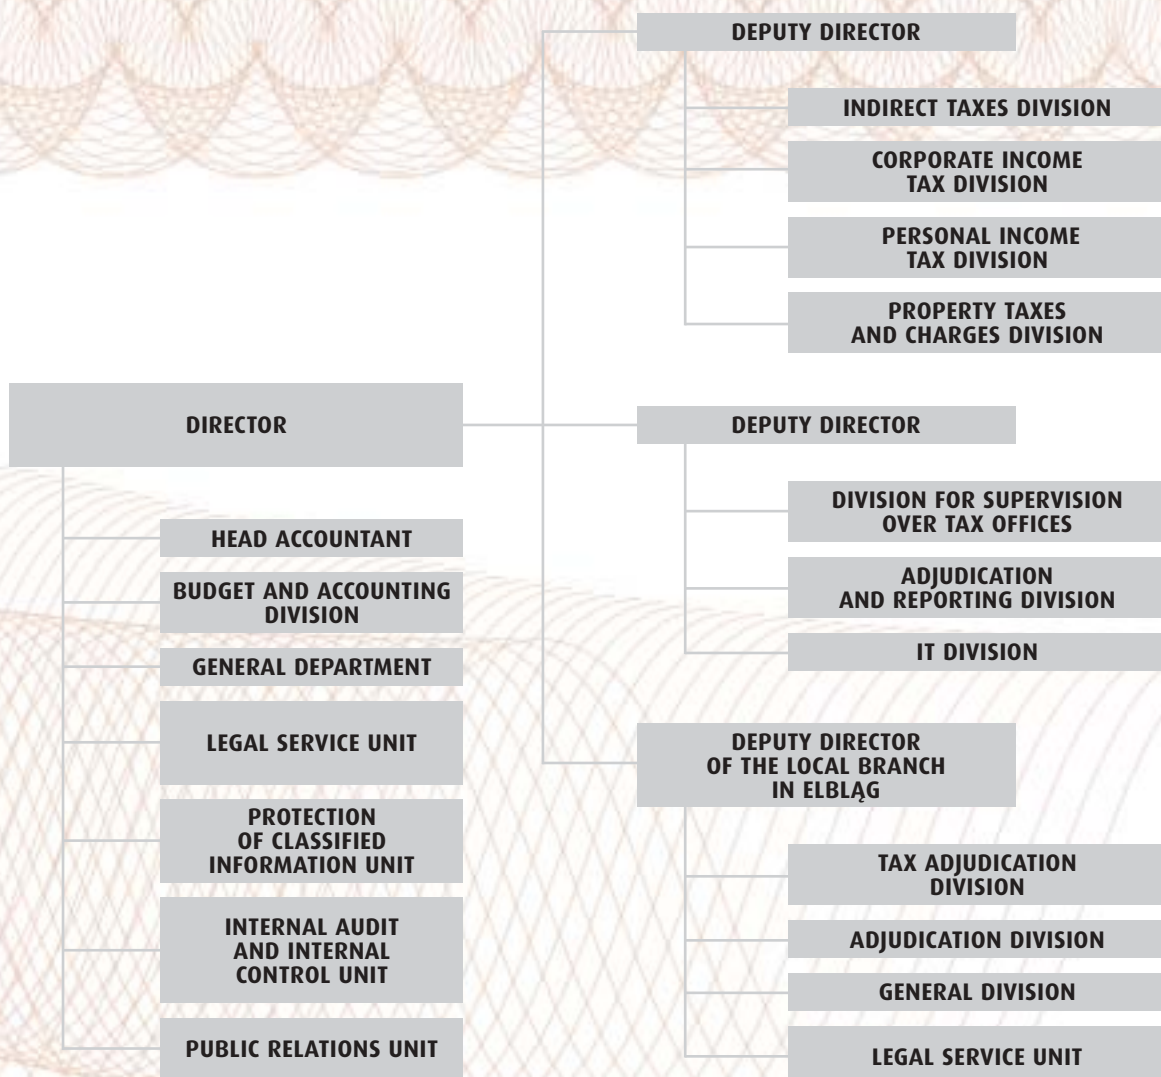 DEPUTY DIRECTOR
INDIRECT TAXES DIVISION
CORPORATE INCOME
TAX DIVISION
PERSONAL INCOME
TAX DIVISION
PROPERTY TAXES
AND CHARGES DIVISION
DIRECTOR
HEAD ACCOUNTANT
BUDGET AND ACCOUNTING
DIVISION
GENERAL DEPARTMENT
LEGAL SERVICE UNIT
PROTECTION
OF CLASSIFIED
INFORMATION UNIT
INTERNAL AUDIT
AND INTERNAL
CONTROL UNIT
PUBLIC RELATIONS UNIT
DEPUTY DIRECTOR
DIVISION FOR SUPERVISION
OVER TAX OFFICES
ADJUDICATION
AND REPORTING DIVISION
IT DIVISION
DEPUTY DIRECTOR
OF THE LOCAL BRANCH
IN ELBLĄG
TAX ADJUDICATION
DIVISION
ADJUDICATION DIVISION
GENERAL DIVISION
LEGAL SERVICE UNIT